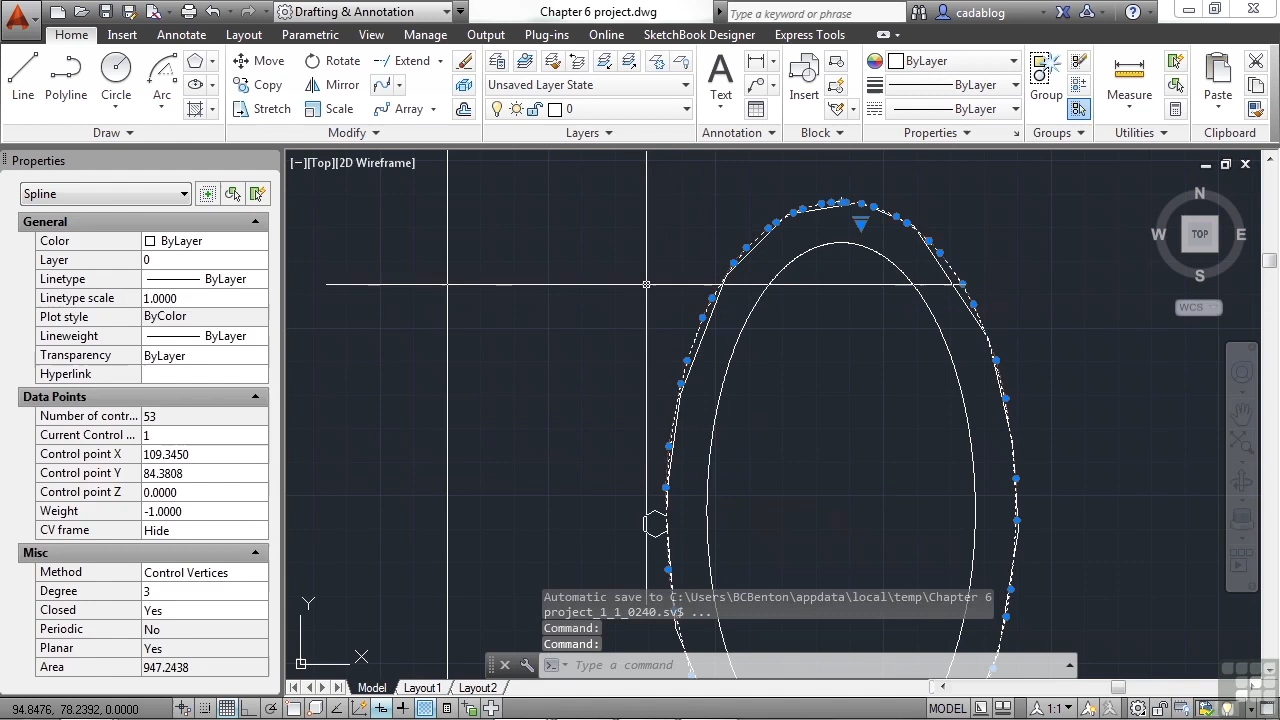 Drafting & Annotation
Chapter 6 project.dwg
Type a keyword or phrase
cadablog
Home Insert Annotate Layout Parametric View Manage Output Plug-ins Online SketchBook Designer Express Tools
Line
Polyline
Circle
Arc
Draw
Move
Rotate
Extend
Copy
Mirror
Stretch
Scale
Array
Modify
Unsaved Layer State
0
Layers
Text
Annotation
Insert
Block
ByLayer
ByLayer
ByLayer
Properties
Group
Groups
Measure
Utilities
Paste
Clipboard
Properties
Spline
General
Color ByLayer
Layer 0
Linetype ByLayer
Linetype scale 1.0000
Plot style ByColor
Lineweight ByLayer
Transparency ByLayer
Hyperlink
Data Points
Number of contr... 53
Current Control ... 1
Control point X 109.3450
Control point Y 84.3808
Control point Z 0.0000
Weight -1.0000
CV frame Hide
Misc
Method Control Vertices
Degree 3
Closed Yes
Periodic No
Planar Yes
Area 947.2438
[−][Top][2D Wireframe]
N
W TOP E
S
WCS
Y
X
Automatic save to C:\Users\BCBenton\appdata\local\temp\Chapter 6
project_1_1_0240.sv$ ...
Command:
Command:
Type a command
Model Layout1 Layout2
94.8476, 78.2392, 0.0000
MODEL
1:1